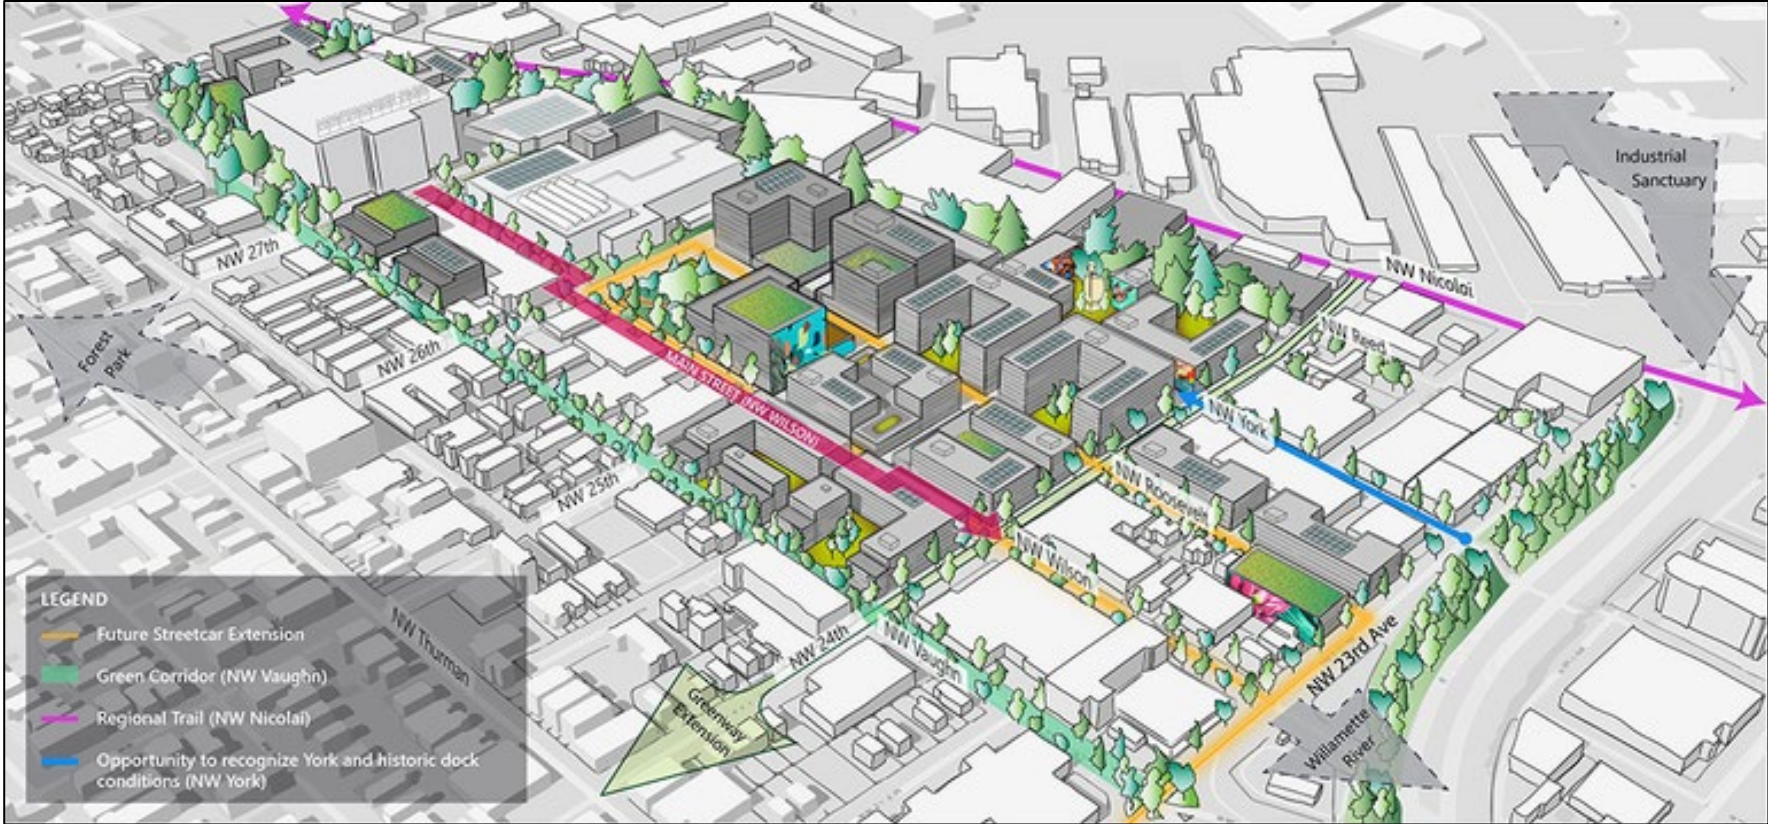 Industrial
Sanctuary
NW Nicolai
NW 27th
NW Reed
Forest
Park
NW 26th
MAIN STREET (NW WILSON)
NW York
NW Roosevelt
NW 25th
NW Wilson
NW Thurman
NW 24th
NW Vaughn
NW 23rd Ave
Greenway
Extension
Willamette
River
LEGEND
Future Streetcar Extension
Green Corridor (NW Vaughn)
Regional Trail (NW Nicolai)
Opportunity to recognize York and historic dock
conditions (NW York)